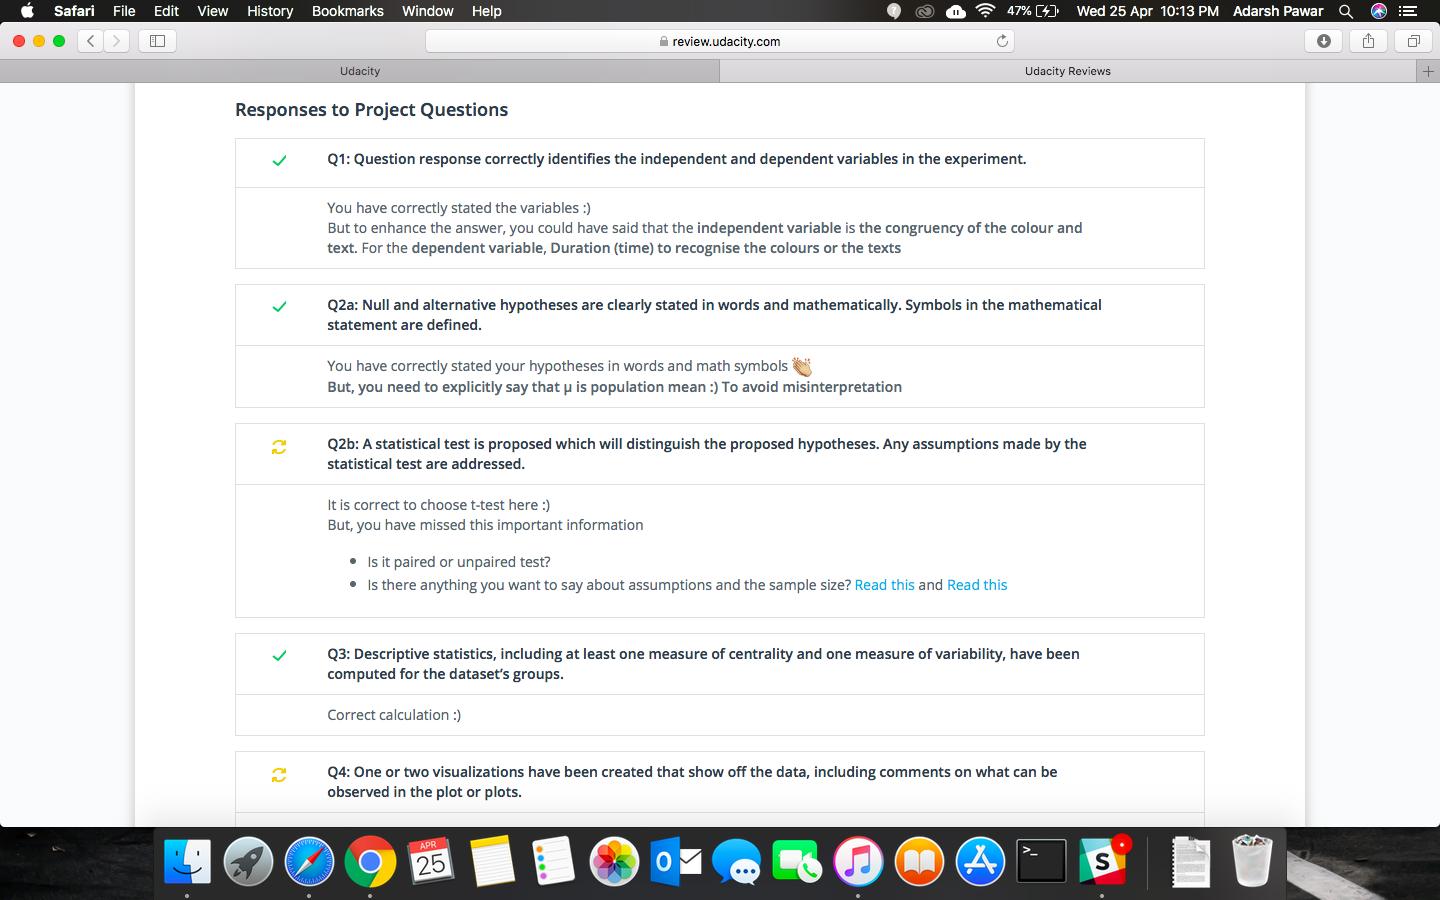 Safari File Edit View History Bookmarks Window Help 47% Wed 25 Apr 10:13 PM Adarsh Pawar
review.udacity.com
Udacity Udacity Reviews
Responses to Project Questions
Q1: Question response correctly identifies the independent and dependent variables in the experiment.
You have correctly stated the variables :)
But to enhance the answer, you could have said that the independent variable is the congruency of the colour and
text. For the dependent variable, Duration (time) to recognise the colours or the texts
Q2a: Null and alternative hypotheses are clearly stated in words and mathematically. Symbols in the mathematical
statement are defined.
You have correctly stated your hypotheses in words and math symbols 👏
But, you need to explicitly say that μ is population mean :) To avoid misinterpretation
Q2b: A statistical test is proposed which will distinguish the proposed hypotheses. Any assumptions made by the
statistical test are addressed.
It is correct to choose t-test here :)
But, you have missed this important information
• Is it paired or unpaired test?
• Is there anything you want to say about assumptions and the sample size? Read this and Read this
Q3: Descriptive statistics, including at least one measure of centrality and one measure of variability, have been
computed for the dataset's groups.
Correct calculation :)
Q4: One or two visualizations have been created that show off the data, including comments on what can be
observed in the plot or plots.
APR
25
O
>_
S